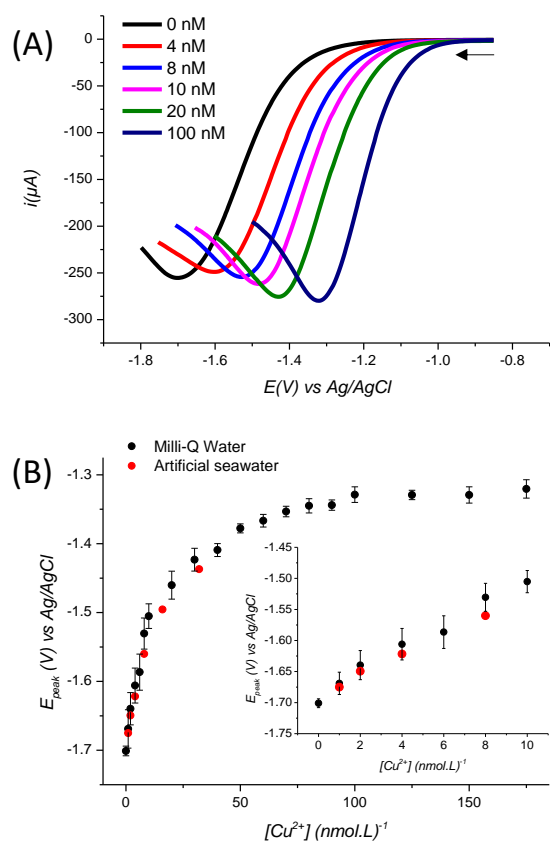 (A)
0 nM
4 nM
8 nM
10 nM
20 nM
100 nM
0
-50
-100
-150
-200
-250
-300
i(µA)
-1.8 -1.6 -1.4 -1.2 -1.0 -0.8
E(V) vs Ag/AgCl
(B)
Milli-Q Water
Artificial seawater
-1.3
-1.4
-1.5
-1.6
-1.7
E_peak (V) vs Ag/AgCl
0 50 100 150
[Cu²⁺] (nmol.L)⁻¹
-1.45
-1.50
-1.55
-1.60
-1.65
-1.70
-1.75
E_peak (V) vs Ag/AgCl
0 2 4 6 8 10
[Cu²⁺] (nmol.L)⁻¹